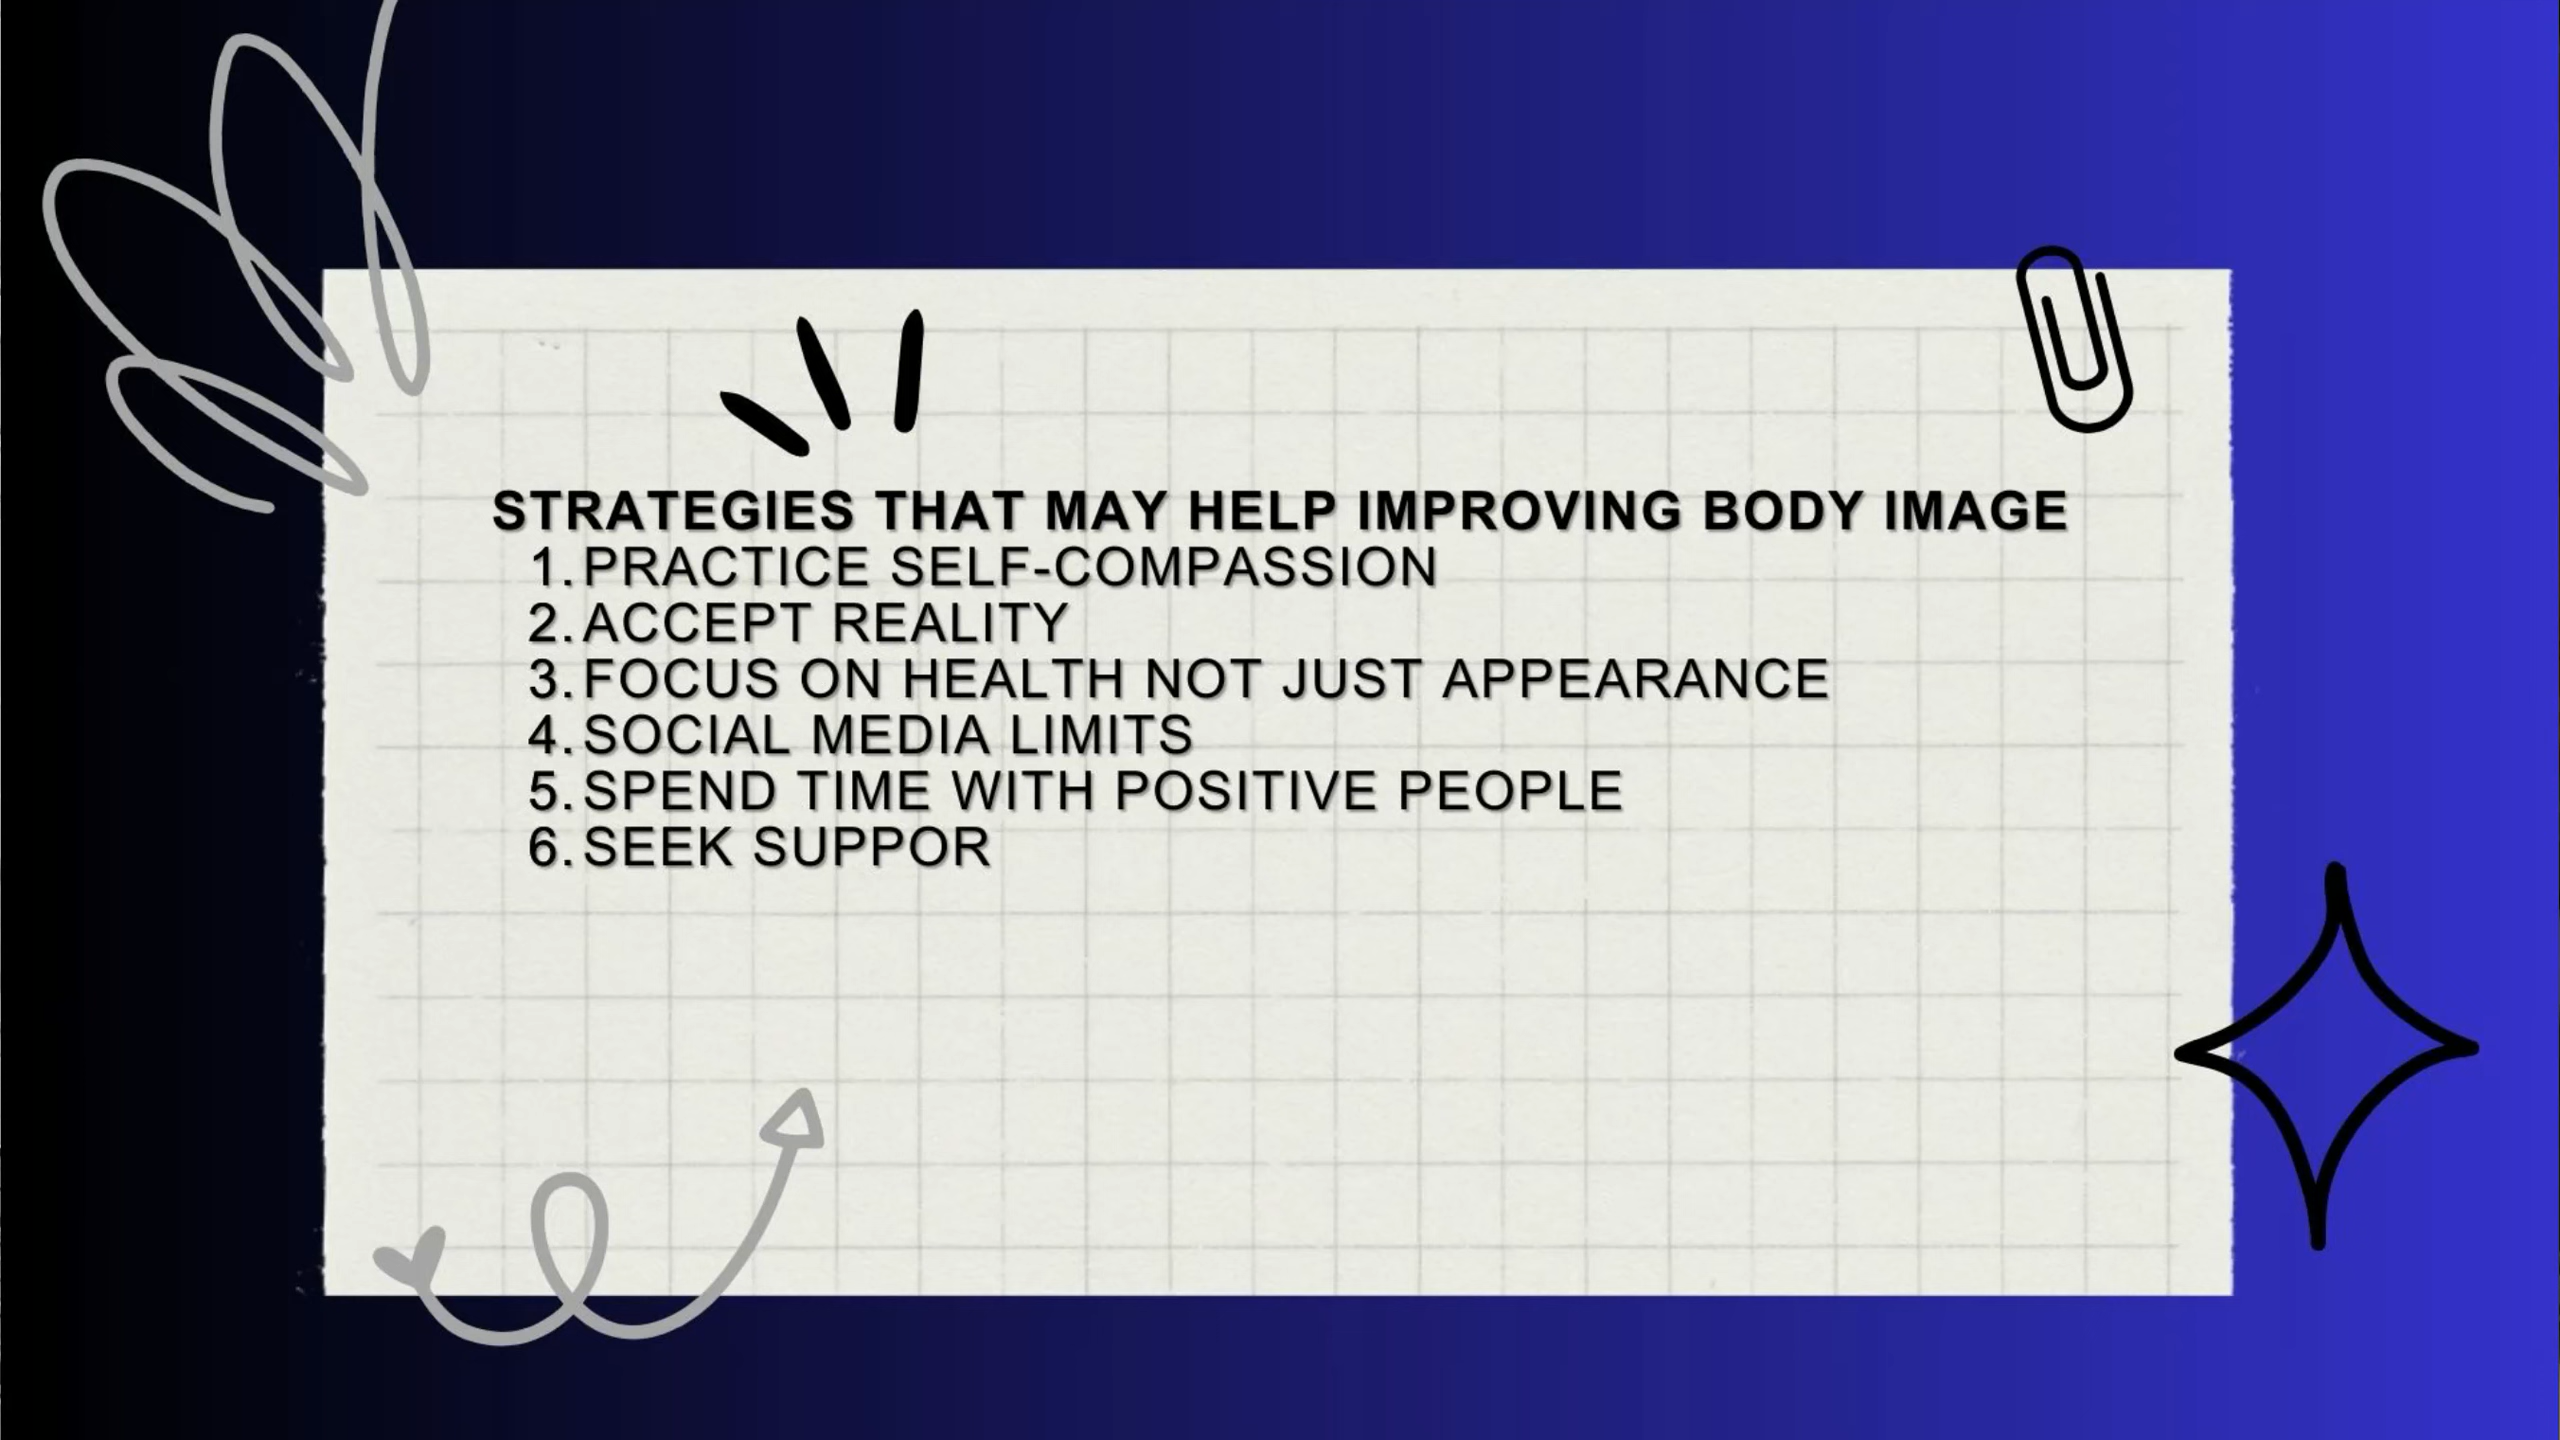 STRATEGIES THAT MAY HELP IMPROVING BODY IMAGE
1. PRACTICE SELF-COMPASSION
2. ACCEPT REALITY
3. FOCUS ON HEALTH NOT JUST APPEARANCE
4. SOCIAL MEDIA LIMITS
5. SPEND TIME WITH POSITIVE PEOPLE
6. SEEK SUPPOR